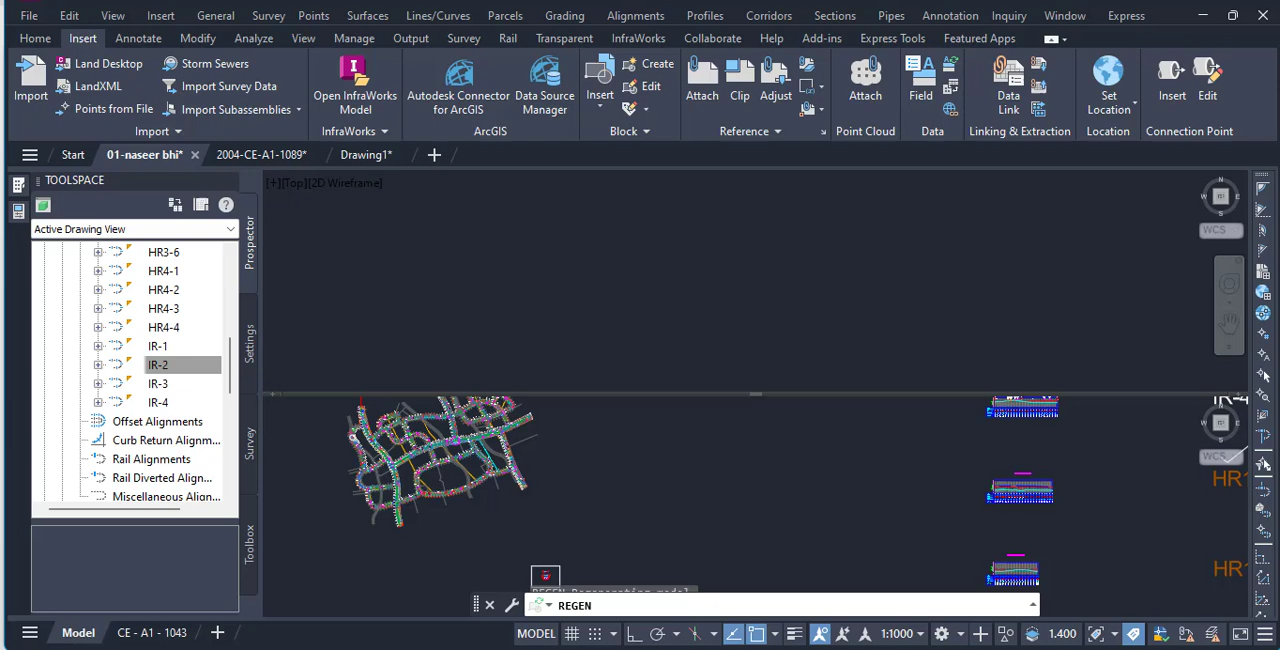 File Edit View Insert General Survey Points Surfaces Lines/Curves Parcels Grading Alignments Profiles Corridors Sections Pipes Annotation Inquiry Window Express
Home Insert Annotate Modify Analyze View Manage Output Survey Rail Transparent InfraWorks Collaborate Help Add-ins Express Tools Featured Apps
Import
Land Desktop
LandXML
Points from File
Storm Sewers
Import Survey Data
Import Subassemblies
Open InfraWorks Model
Autodesk Connector for ArcGIS
Data Source Manager
Insert
Create
Edit
Attach
Clip
Adjust
Attach
Field
Data Link
Set Location
Insert
Edit
Import InfraWorks ArcGIS Block Reference Point Cloud Data Linking & Extraction Location Connection Point
Start 01-naseer bhi* 2004-CE-A1-1089* Drawing1*
TOOLSPACE
[+][Top][2D Wireframe]
Active Drawing View
Prospector
Settings
Survey
Toolbox
HR3-6
HR4-1
HR4-2
HR4-3
HR4-4
IR-1
IR-2
IR-3
IR-4
Offset Alignments
Curb Return Alignm...
Rail Alignments
Rail Diverted Align...
Miscellaneous Align...
N
W
E
S
WCS
IR-4
W
E
S
WCS
HR1
HR1
REGEN Regenerating model.
REGEN
Model CE - A1 - 1043
MODEL 1:1000 1.400